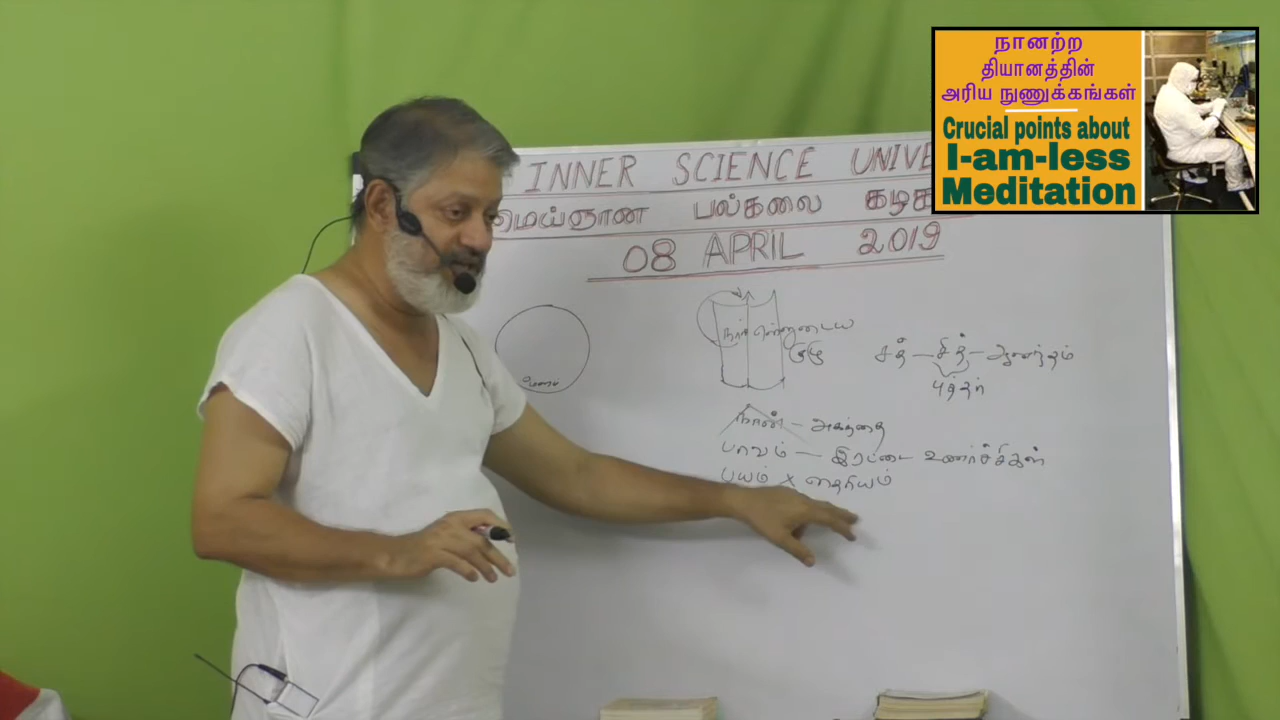 நானற்ற
தியானத்தின்
அரிய நுணுக்கங்கள்
Crucial points about
I-am-less
Meditation
INNER SCIENCE UNIVE
மெய்ஞான பல்கலை கழக
08 APRIL 2019
நான் என்னுடைய
சத் - சித் - ஆனந்தம்
நான் - அகந்தை
பாவம் - இரட்டை உணர்ச்சிகள்
பயம் x தைரியம்